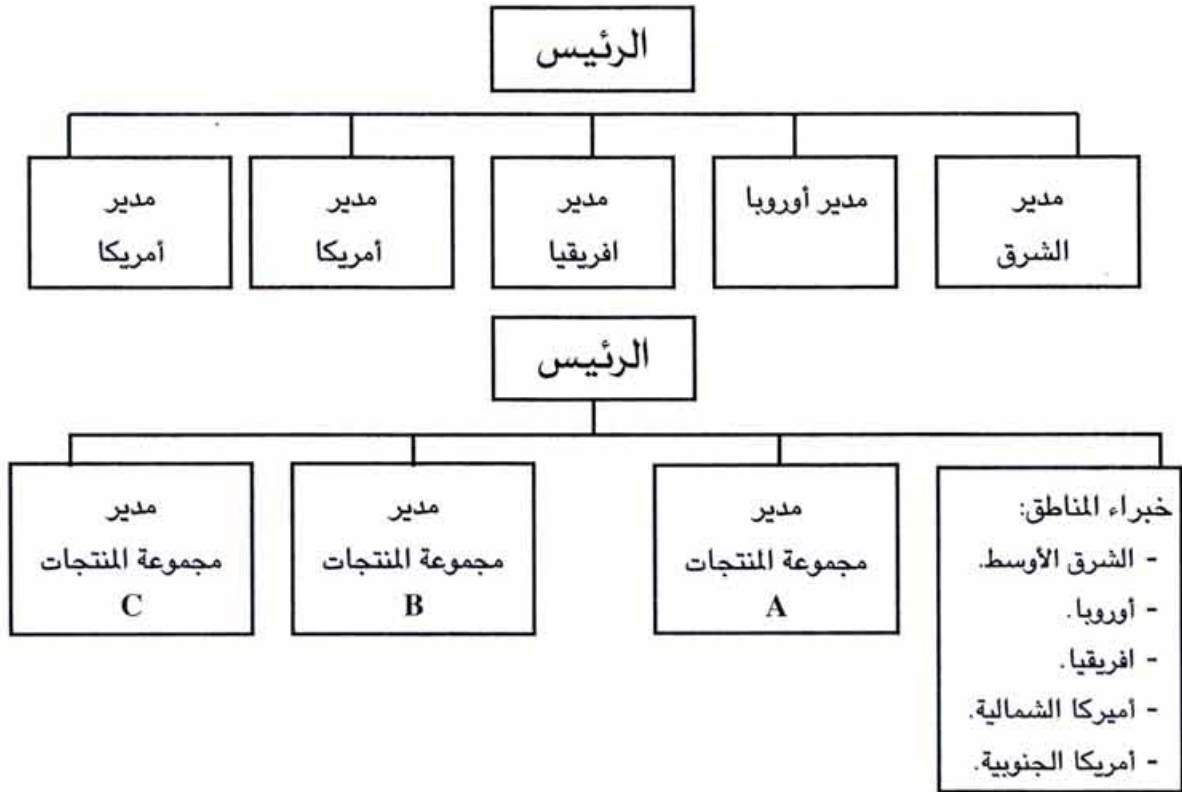 الرئيس
مدير
الشرق
مدير أوروبا
مدير
افريقيا
مدير
أمريكا
مدير
أمريكا
الرئيس
خبراء المناطق:
- الشرق الأوسط.
- أوروبا.
- افريقيا.
- أميركا الشمالية.
- أمريكا الجنوبية.
مدير
مجموعة المنتجات
A
مدير
مجموعة المنتجات
B
مدير
مجموعة المنتجات
C